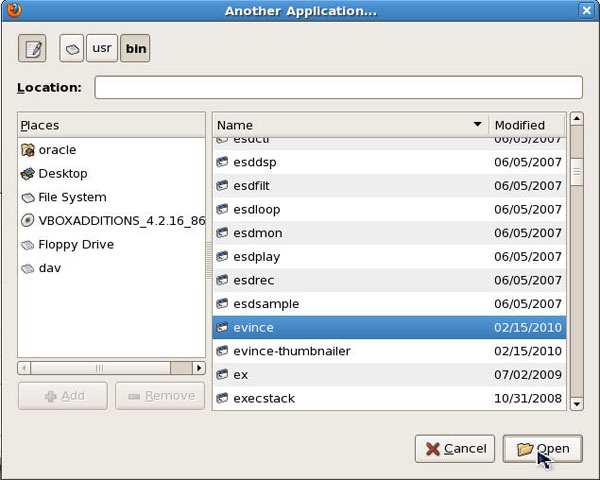 Another Application...
usr bin
Location:
Places
Name Modified
oracle
Desktop
File System
VBOXADDITIONS_4.2.16_86
Floppy Drive
dav
esdctl 06/05/2007
esddsp 06/05/2007
esdfilt 06/05/2007
esdloop 06/05/2007
esdmon 06/05/2007
esdplay 06/05/2007
esdrec 06/05/2007
esdsample 06/05/2007
evince 02/15/2010
evince-thumbnailer 02/15/2010
ex 07/02/2009
execstack 10/31/2008
Add Remove
Cancel Open